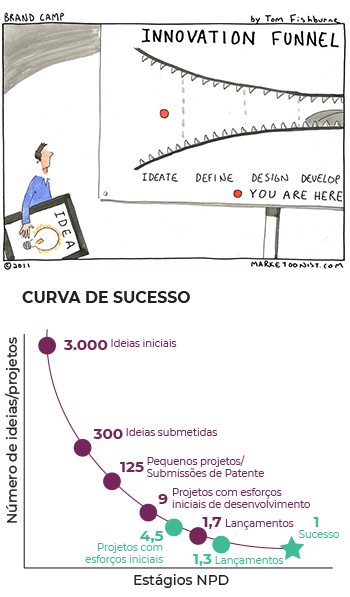 BRAND CAMP
by Tom Fishburne
INNOVATION FUNNEL
IDEATE DEFINE DESIGN DEVELOP
YOU ARE HERE
IDEA
©2011
MARKETOONIST.COM
CURVA DE SUCESSO
Número de ideias/projetos
3.000 Ideias iniciais
300 Ideias submetidas
125 Pequenos projetos/
Submissões de Patente
9 Projetos com esforços
iniciais de desenvolvimento
4,5
Projetos com
esforços iniciais
1,7 Lançamentos
1,3 Lançamentos
1
Sucesso
Estágios NPD